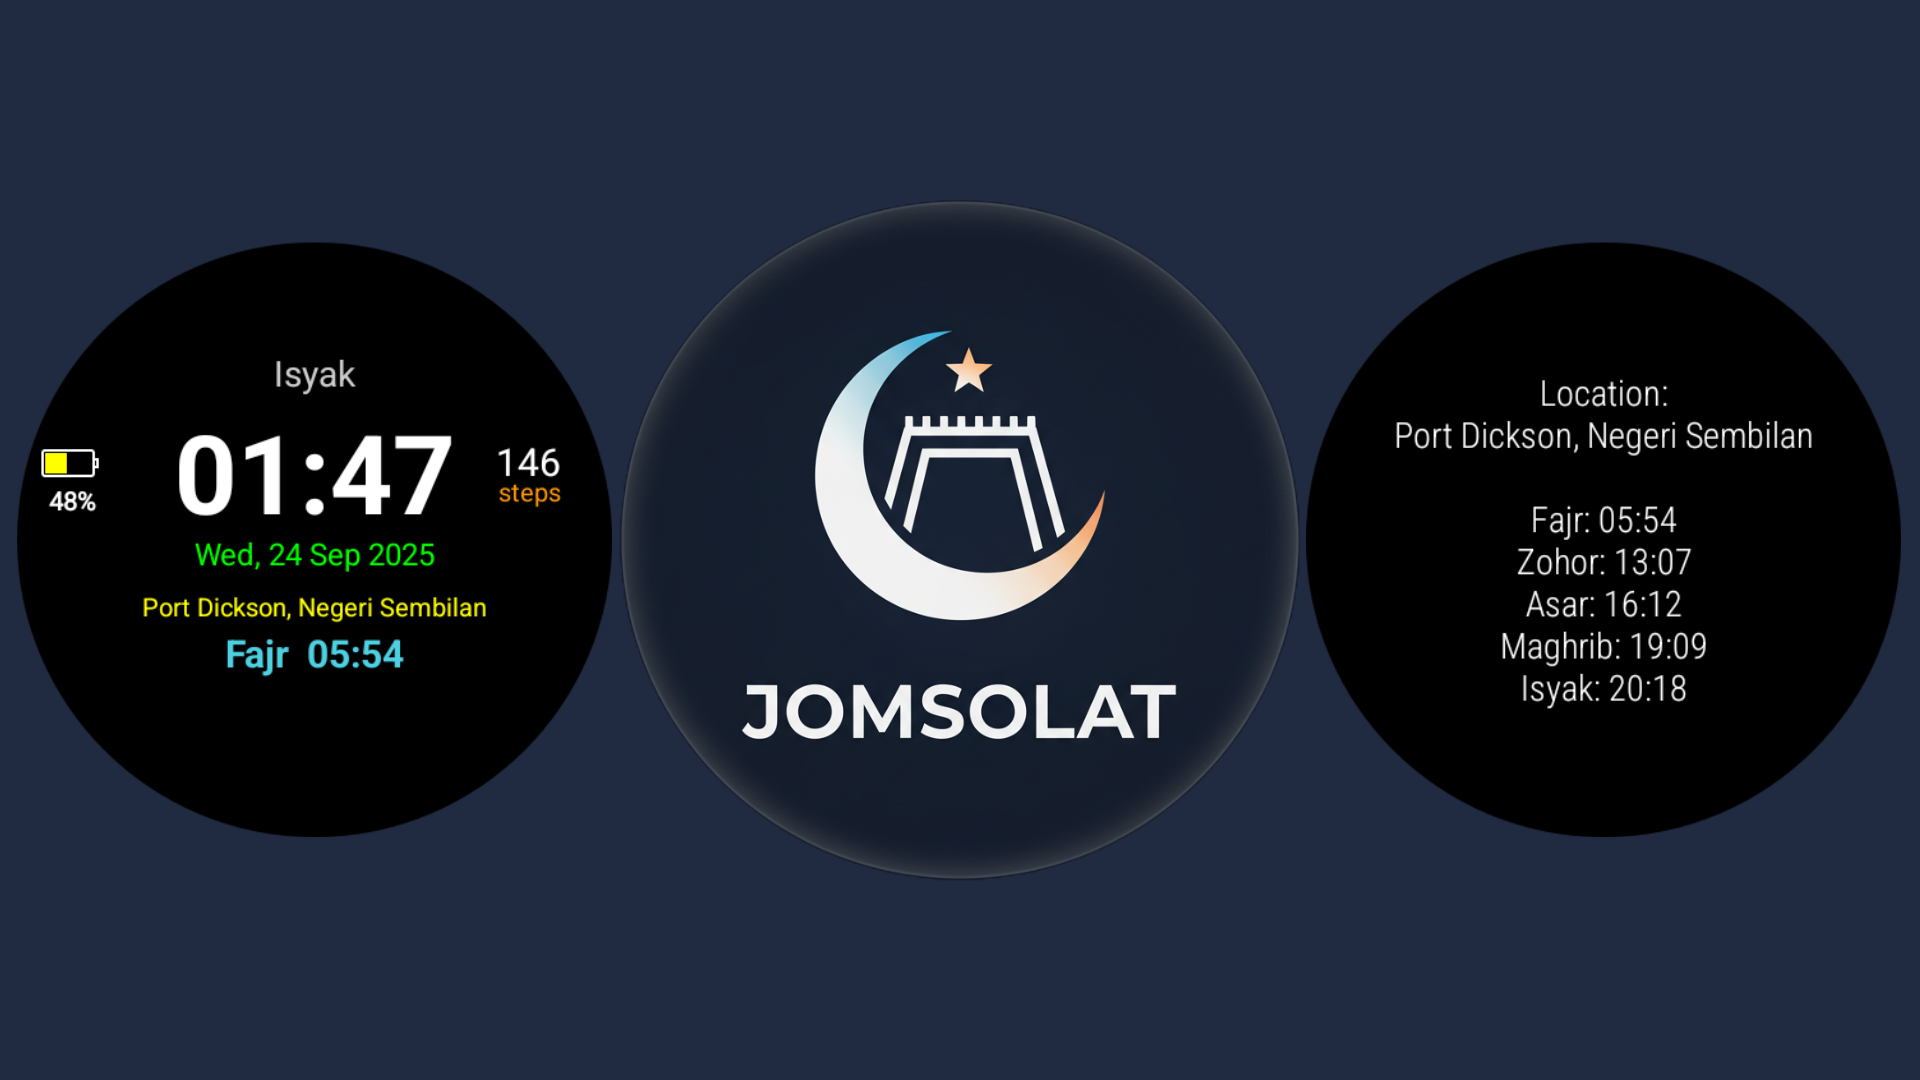 Isyak
48%
01:47
146
steps
Wed, 24 Sep 2025
Port Dickson, Negeri Sembilan
Fajr 05:54
JOMSOLAT
Location:
Port Dickson, Negeri Sembilan
Fajr: 05:54
Zohor: 13:07
Asar: 16:12
Maghrib: 19:09
Isyak: 20:18